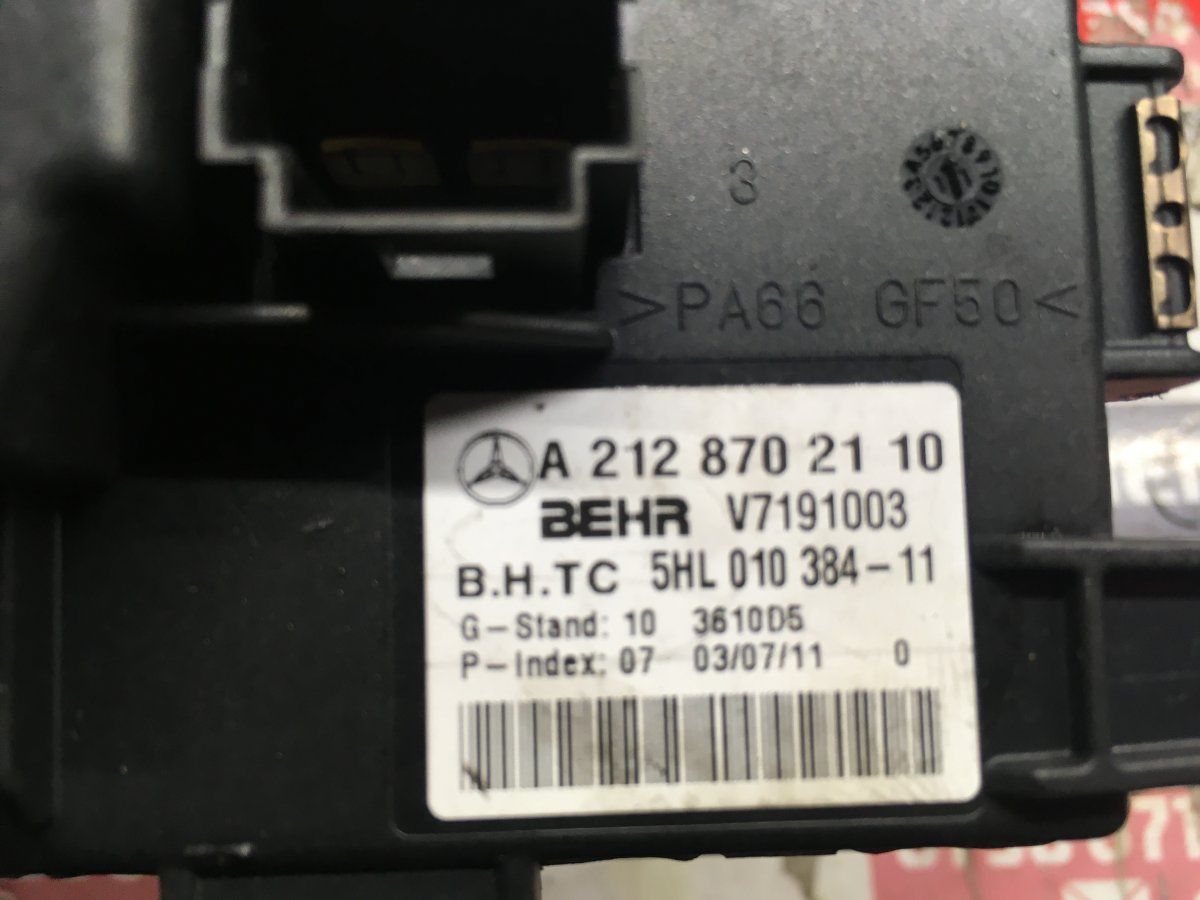 3
>PA66 GF50<
A 212 870 21 10
BEHR V7191003
B.H.TC 5HL 010 384-11
G-Stand: 10 3610D5
P-Index: 07 03/07/11 0